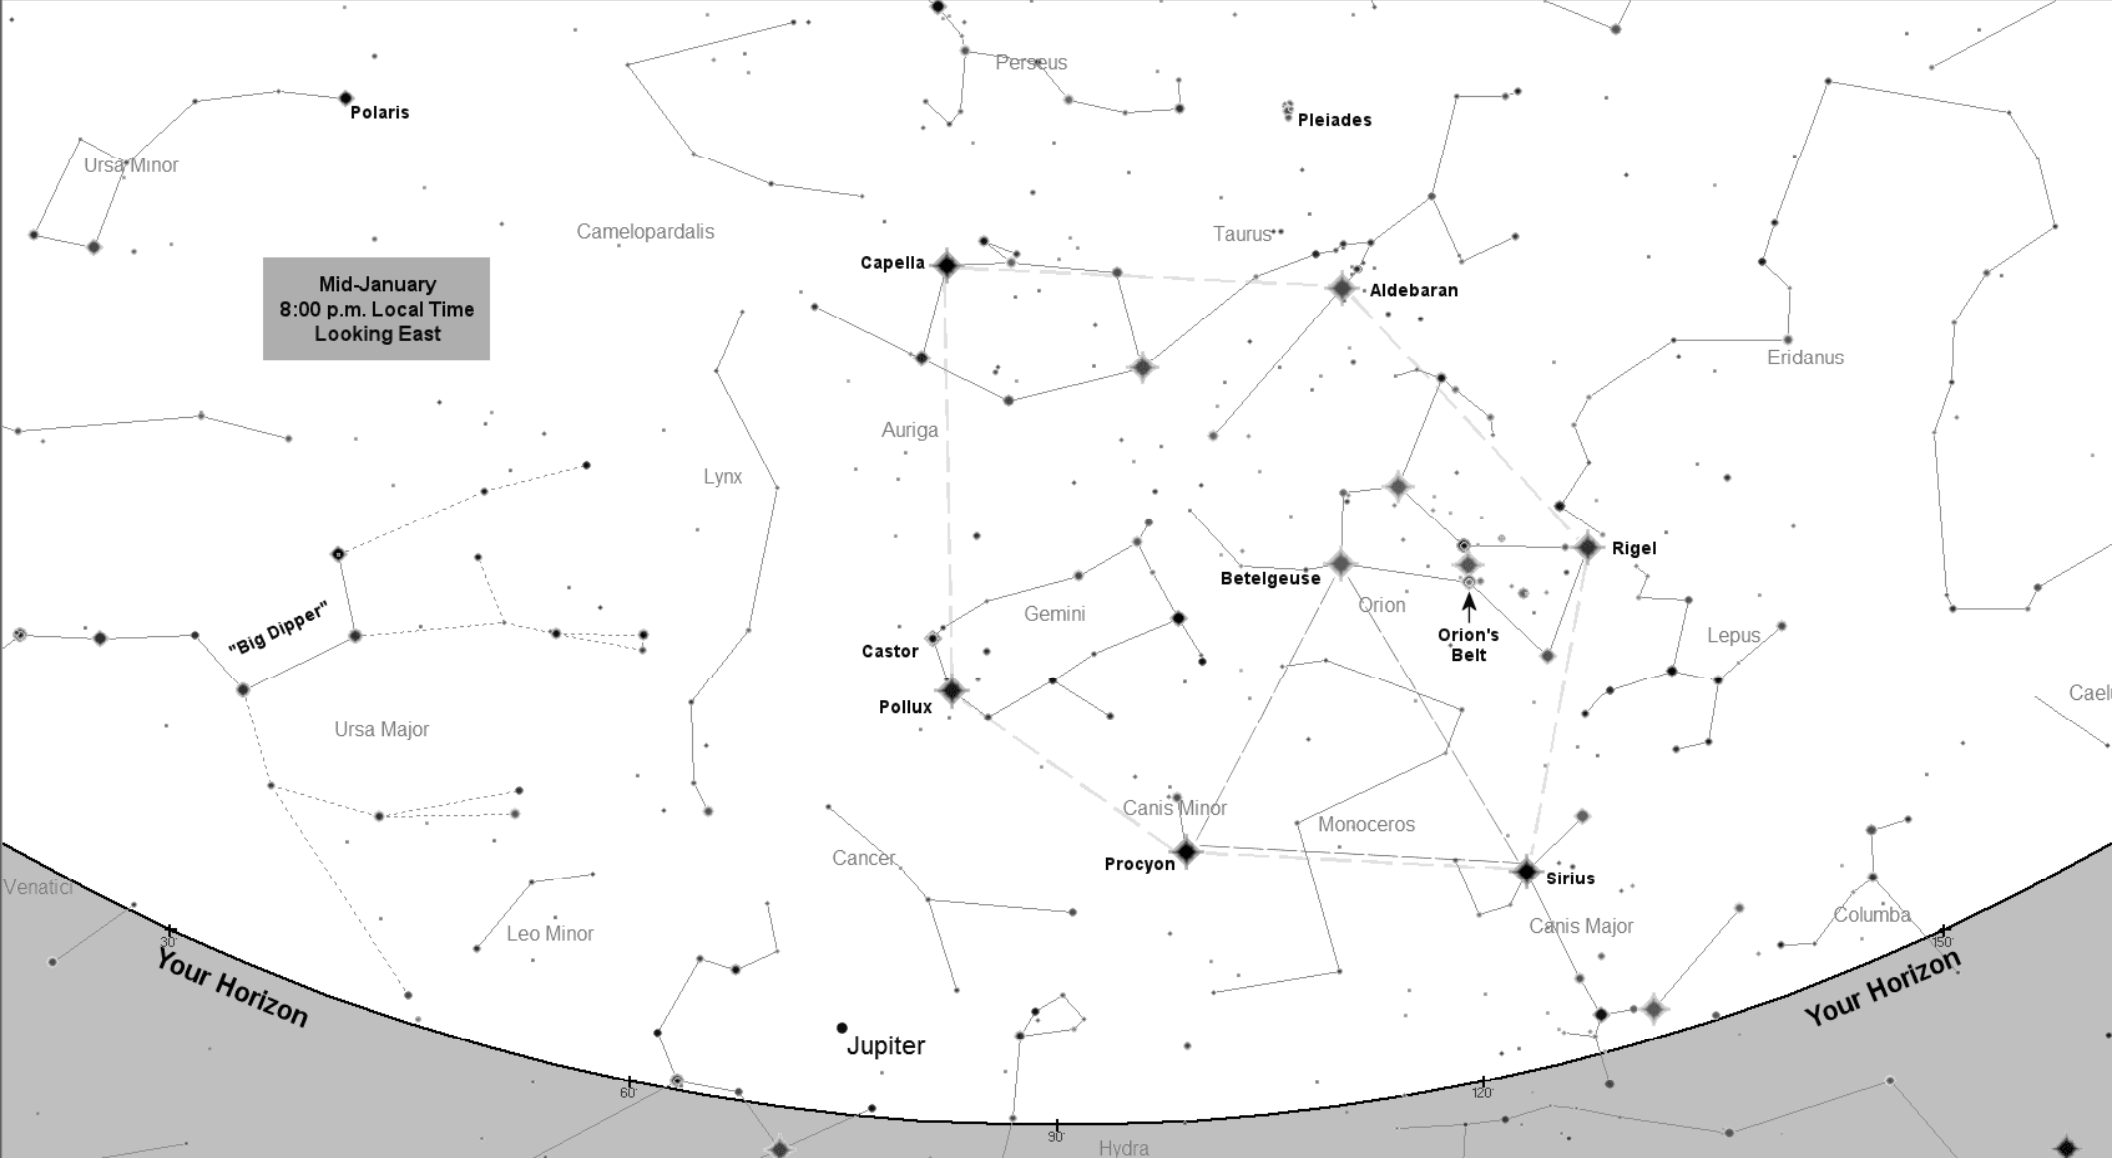 Perseus
Polaris
Pleiades
Ursa Minor
Camelopardalis
Taurus
Capella
Mid-January
8:00 p.m. Local Time
Looking East
Aldebaran
Eridanus
Auriga
Lynx
Rigel
Betelgeuse
Orion
Gemini
"Big Dipper"
Orion's
Belt
Lepus
Castor
Pollux
Caelu
Ursa Major
Canis Minor
Monoceros
Cancer
Procyon
Sirius
Venatici
Columba
Canis Major
Leo Minor
30°
150°
Your Horizon
Your Horizon
Jupiter
60°
120°
90°
Hydra